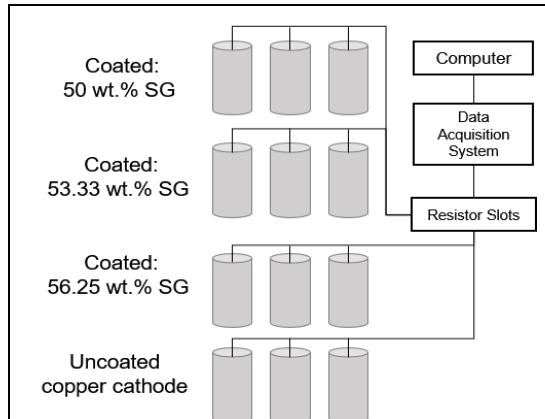 Coated:
50 wt.% SG
Coated:
53.33 wt.% SG
Coated:
56.25 wt.% SG
Uncoated
copper cathode
Computer
Data
Acquisition
System
Resistor Slots